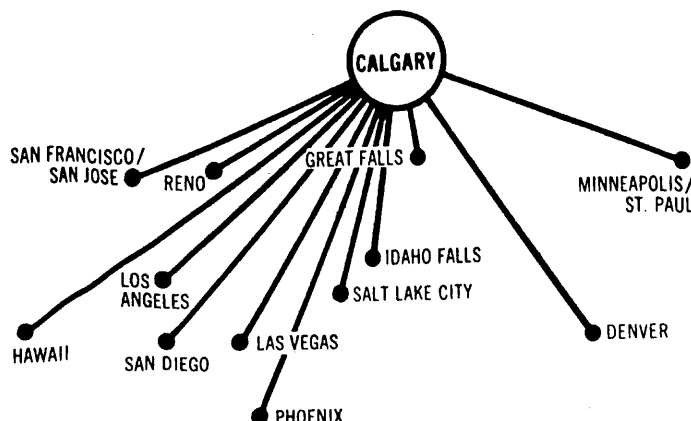 CALGARY
SAN FRANCISCO/
SAN JOSE
RENO
GREAT FALLS
MINNEAPOLIS/
ST. PAUL
IDAHO FALLS
LOS
ANGELES
SALT LAKE CITY
HAWAII
SAN DIEGO
LAS VEGAS
DENVER
PHOENIX